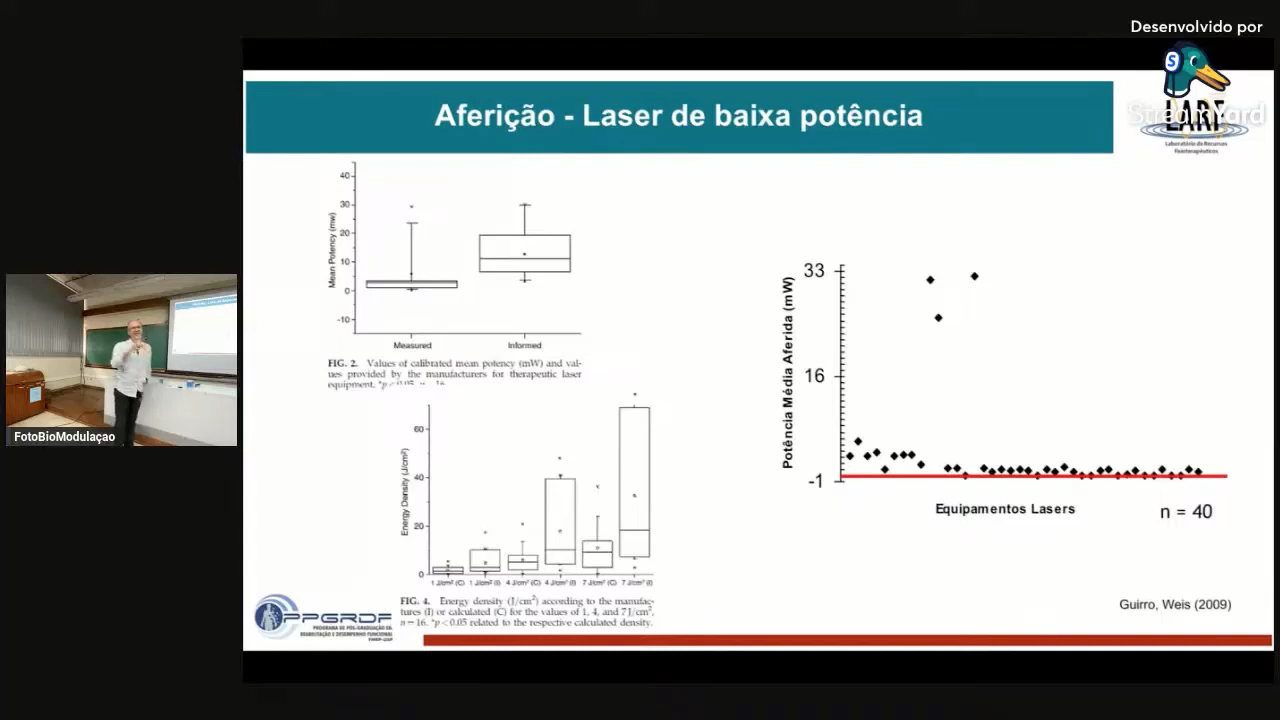 Desenvolvido por
StreamYard
Aferição - Laser de baixa potência
LARF
Laboratório de Recursos
Fisioterapêuticos
Mean Potency (mw)
40
30
20
10
0
-10
Measured
Informed
FIG. 2. Values of calibrated mean potency (mW) and val-
ues provided by the manufacturers for therapeutic laser
equipment. *p < 0.05, n = 16
Energy Density (J/cm²)
60
40
20
0
1 J/cm² (C)
1 J/cm² (I)
4 J/cm² (C)
4 J/cm² (I)
7 J/cm² (C)
7 J/cm² (I)
FIG. 4. Energy density (J/cm²) according to the manufac-
tures (I) or calculated (C) for the values of 1, 4, and 7 J/cm²,
n = 16. *p < 0.05 related to the respective calculated density.
Potência Média Aferida (mW)
33
16
-1
Equipamentos Lasers
n = 40
Guirro, Weis (2009)
PPGRDF
PROGRAMA DE PÓS-GRADUAÇÃO EM
REABILITAÇÃO E DESEMPENHO FUNCIONAL
FMRP-USP
FotoBioModulaçao